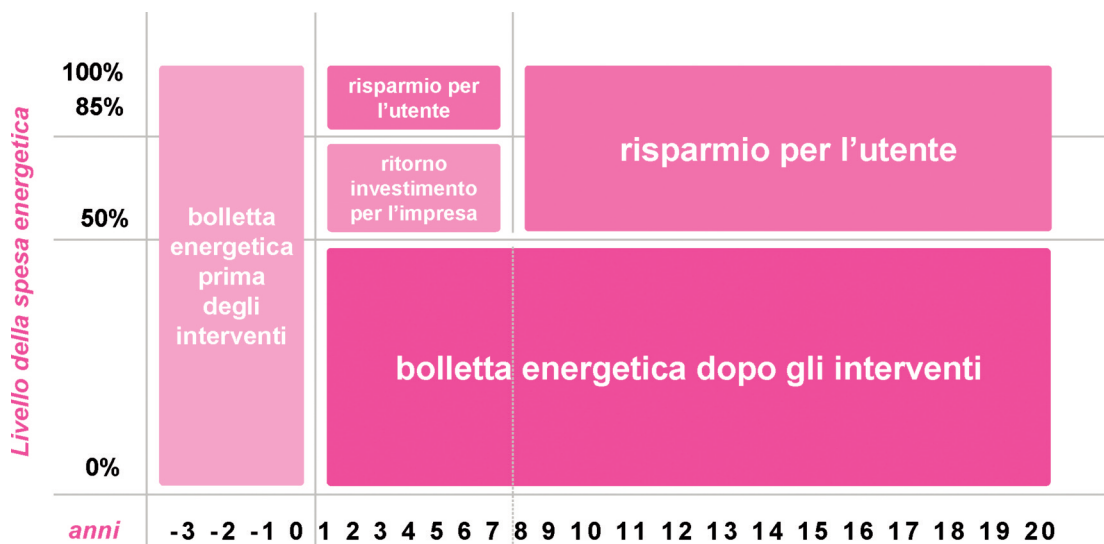 Livello della spesa energetica
100%
85%
50%
0%
bolletta
energetica
prima
degli
interventi
risparmio per
l’utente
ritorno
investimento
per l’impresa
risparmio per l’utente
bolletta energetica dopo gli interventi
anni -3 -2 -1 0 1 2 3 4 5 6 7 8 9 10 11 12 13 14 15 16 17 18 19 20